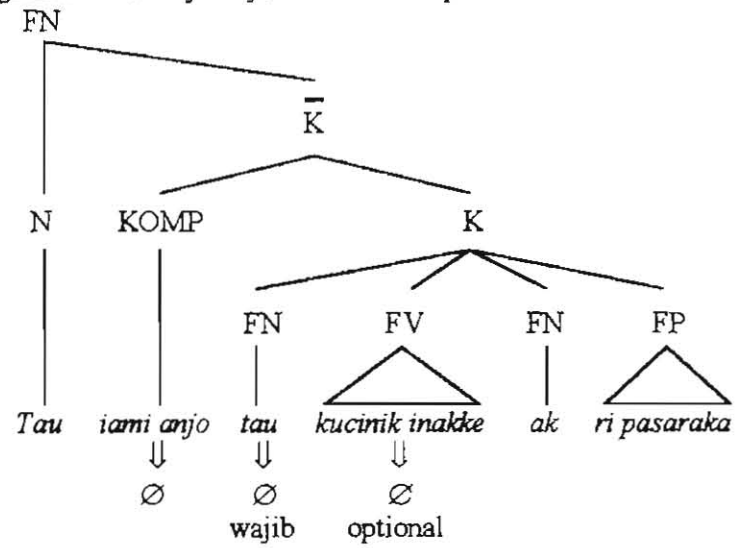 FN
K̄
N KOMP K
FN FV FN FP
Tau iami anjo tau kucinik inakke ak ri pasaraka
⇓ ⇓ ⇓
∅ ∅ ∅
wajib optional